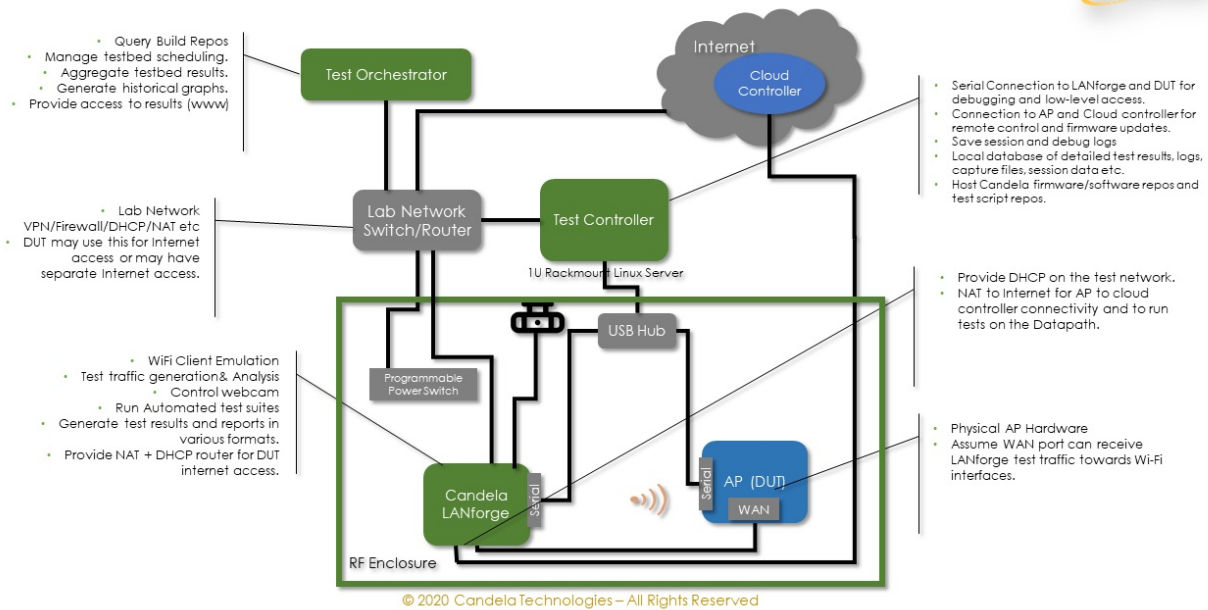 • Query Build Repos
• Manage testbed scheduling.
• Aggregate testbed results.
• Generate historical graphs.
• Provide access to results (www)
Test Orchestrator
Internet
Cloud
Controller
• Serial Connection to LANforge and DUT for
debugging and low-level access.
• Connection to AP and Cloud controller for
remote control and firmware updates.
• Save session and debug logs
• Local database of detailed test results, logs,
capture files, session data etc.
• Host Candela firmware/software repos and
test script repos.
• Lab Network
VPN/Firewall/DHCP/NAT etc
• DUT may use this for Internet
access or may have
separate Internet access.
Lab Network
Switch/Router
Test Controller
1U Rackmount Linux Server
• Provide DHCP on the test network.
• NAT to Internet for AP to cloud
controller connectivity and to run
tests on the Datapath.
USB Hub
Programmable
Power Switch
• WiFi Client Emulation
• Test traffic generation& Analysis
• Control webcam
• Run Automated test suites
• Generate test results and reports in
various formats.
• Provide NAT + DHCP router for DUT
internet access.
• Physical AP Hardware
• Assume WAN port can receive
LANforge test traffic towards Wi-Fi
interfaces.
Candela
LANforge
Serial
Serial
AP (DUT)
WAN
RF Enclosure
© 2020 Candela Technologies – All Rights Reserved